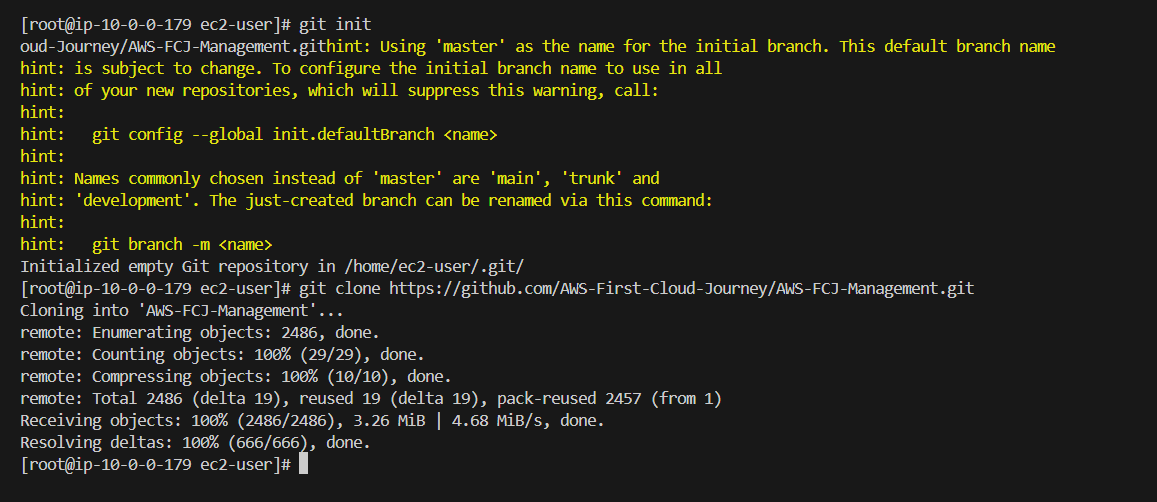 [root@ip-10-0-0-179 ec2-user]# git init
oud-Journey/AWS-FCJ-Management.githint: Using 'master' as the name for the initial branch. This default branch name
hint: is subject to change. To configure the initial branch name to use in all
hint: of your new repositories, which will suppress this warning, call:
hint:
hint:   git config --global init.defaultBranch <name>
hint:
hint: Names commonly chosen instead of 'master' are 'main', 'trunk' and
hint: 'development'. The just-created branch can be renamed via this command:
hint:
hint:   git branch -m <name>
Initialized empty Git repository in /home/ec2-user/.git/
[root@ip-10-0-0-179 ec2-user]# git clone https://github.com/AWS-First-Cloud-Journey/AWS-FCJ-Management.git
Cloning into 'AWS-FCJ-Management'...
remote: Enumerating objects: 2486, done.
remote: Counting objects: 100% (29/29), done.
remote: Compressing objects: 100% (10/10), done.
remote: Total 2486 (delta 19), reused 19 (delta 19), pack-reused 2457 (from 1)
Receiving objects: 100% (2486/2486), 3.26 MiB | 4.68 MiB/s, done.
Resolving deltas: 100% (666/666), done.
[root@ip-10-0-0-179 ec2-user]#